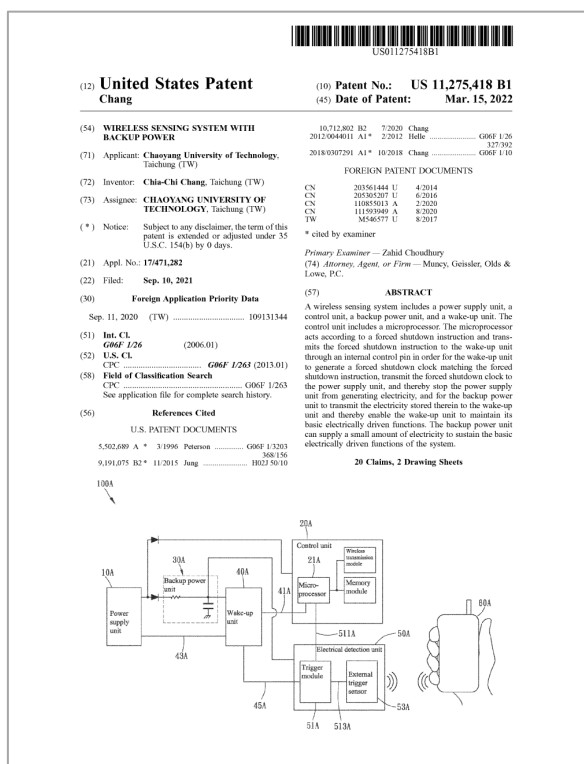 US011275418B1
(12) United States Patent
Chang
(10) Patent No.: US 11,275,418 B1
(45) Date of Patent: Mar. 15, 2022
(54) WIRELESS SENSING SYSTEM WITH
BACKUP POWER
(71) Applicant: Chaoyang University of Technology,
Taichung (TW)
(72) Inventor: Chia-Chi Chang, Taichung (TW)
(73) Assignee: CHAOYANG UNIVERSITY OF
TECHNOLOGY, Taichung (TW)
( * ) Notice: Subject to any disclaimer, the term of this
patent is extended or adjusted under 35
U.S.C. 154(b) by 0 days.
(21) Appl. No.: 17/471,282
(22) Filed: Sep. 10, 2021
(30) Foreign Application Priority Data
Sep. 11, 2020 (TW) ................................. 109131344
(51) Int. Cl.
G06F 1/26 (2006.01)
(52) U.S. Cl.
CPC ...................................... G06F 1/263 (2013.01)
(58) Field of Classification Search
CPC ...................................................... G06F 1/263
See application file for complete search history.
(56) References Cited
U.S. PATENT DOCUMENTS
5,502,689 A * 3/1996 Peterson .............. G06F 1/3203
368/156
9,191,075 B2 * 11/2015 Jung ...................... H02J 50/10
10,712,802 B2 7/2020 Chang
2012/0044011 A1 * 2/2012 Helle ...................... G06F 1/26
327/392
2018/0307291 A1 * 10/2018 Chang .................... G06F 1/10
FOREIGN PATENT DOCUMENTS
CN 203561444 U 4/2014
CN 205305207 U 6/2016
CN 110855013 A 2/2020
CN 111593949 A 8/2020
TW M546577 U 8/2017
* cited by examiner
Primary Examiner — Zahid Choudhury
(74) Attorney, Agent, or Firm — Muncy, Geissler, Olds &
Lowe, P.C.
(57) ABSTRACT
A wireless sensing system includes a power supply unit, a
control unit, a backup power unit, and a wake-up unit. The
control unit includes a microprocessor. The microprocessor
acts according to a forced shutdown instruction and trans-
mits the forced shutdown instruction to the wake-up unit
through an internal control pin in order for the wake-up unit
to generate a forced shutdown clock matching the forced
shutdown instruction, transmit the forced shutdown clock to
the power supply unit, and thereby stop the power supply
unit from generating electricity, and for the backup power
unit to transmit the electricity stored therein to the wake-up
unit and thereby enable the wake-up unit to maintain its
basic electrically driven functions. The backup power unit
can supply a small amount of electricity to sustain the basic
electrically driven functions of the system.
20 Claims, 2 Drawing Sheets
100A
20A
Control unit
21A
Wireless
transmission
module
Micro-
processor
Memory
module
10A
Power
supply
unit
30A
Backup power
unit
40A
Wake-up
unit
41A
43A
45A
511A
50A
Electrical detection unit
Trigger
module
External
trigger
sensor
51A
513A
53A
60A